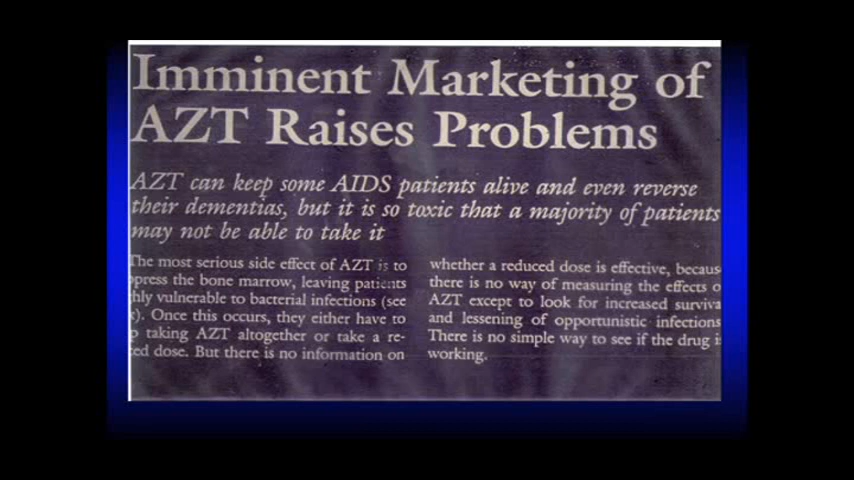 Imminent Marketing of
AZT Raises Problems
AZT can keep some AIDS patients alive and even reverse
their dementias, but it is so toxic that a majority of patients
may not be able to take it
The most serious side effect of AZT is to
ppress the bone marrow, leaving patients
hly vulnerable to bacterial infections (see
). Once this occurs, they either have to
p taking AZT altogether or take a re-
ed dose. But there is no information on
whether a reduced dose is effective, becaus
there is no way of measuring the effects o
AZT except to look for increased surviva
and lessening of opportunistic infections
There is no simple way to see if the drug i
working.